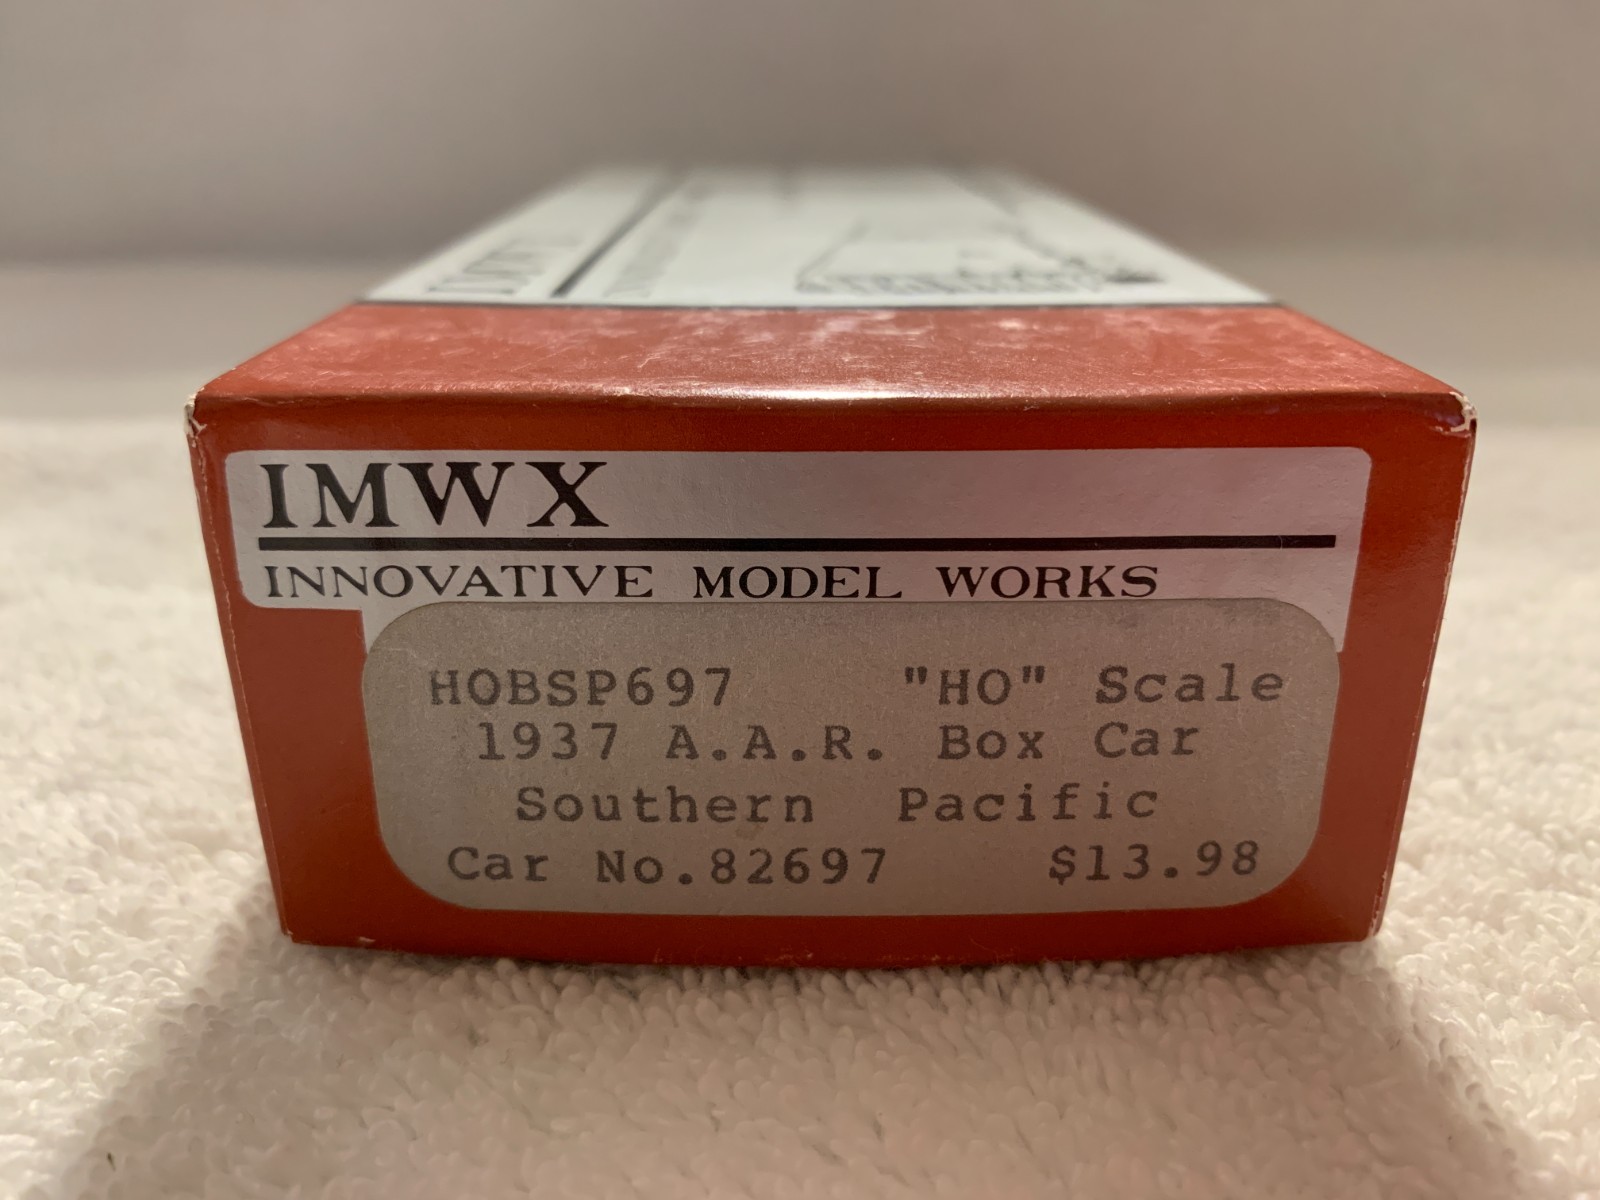 IMWX
INNOVATIVE MODEL WORKS
HOBSP697 "HO" Scale
1937 A.A.R. Box Car
Southern Pacific
Car No.82697 $13.98